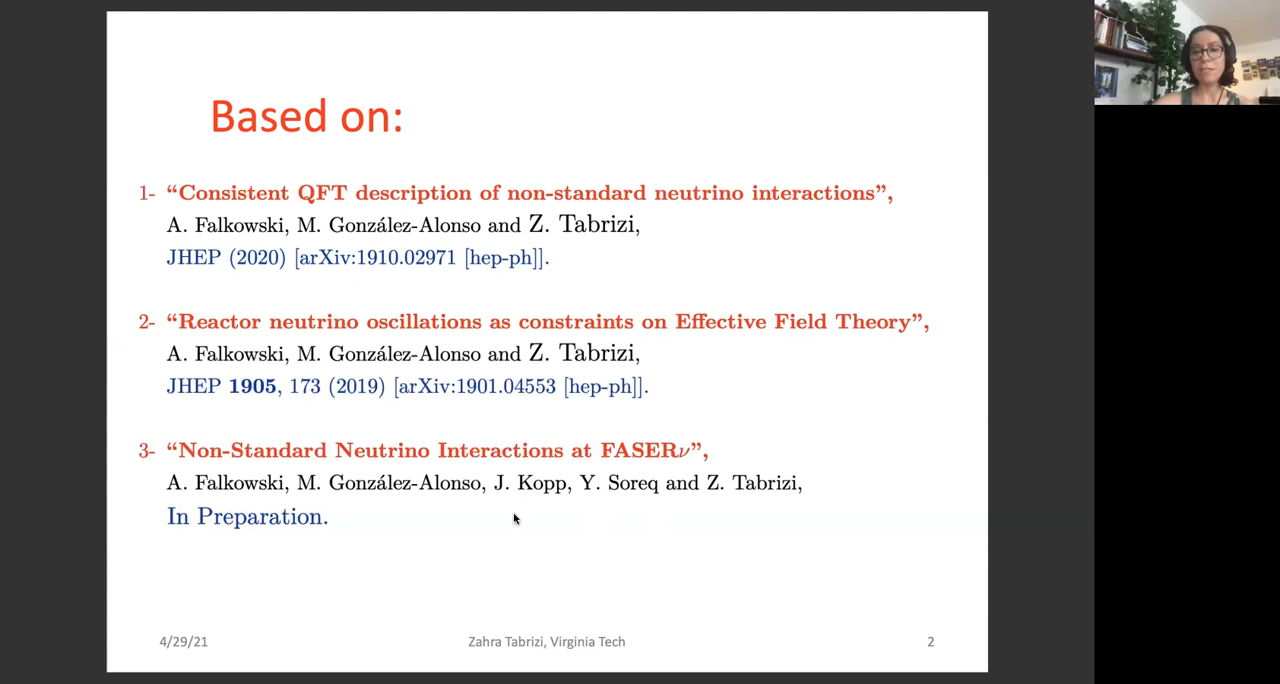 Based on:
1- “Consistent QFT description of non-standard neutrino interactions”,
A. Falkowski, M. González-Alonso and Z. Tabrizi,
JHEP (2020) [arXiv:1910.02971 [hep-ph]].
2- “Reactor neutrino oscillations as constraints on Effective Field Theory”,
A. Falkowski, M. González-Alonso and Z. Tabrizi,
JHEP 1905, 173 (2019) [arXiv:1901.04553 [hep-ph]].
3- “Non-Standard Neutrino Interactions at FASERν”,
A. Falkowski, M. González-Alonso, J. Kopp, Y. Soreq and Z. Tabrizi,
In Preparation.
4/29/21
Zahra Tabrizi, Virginia Tech
2